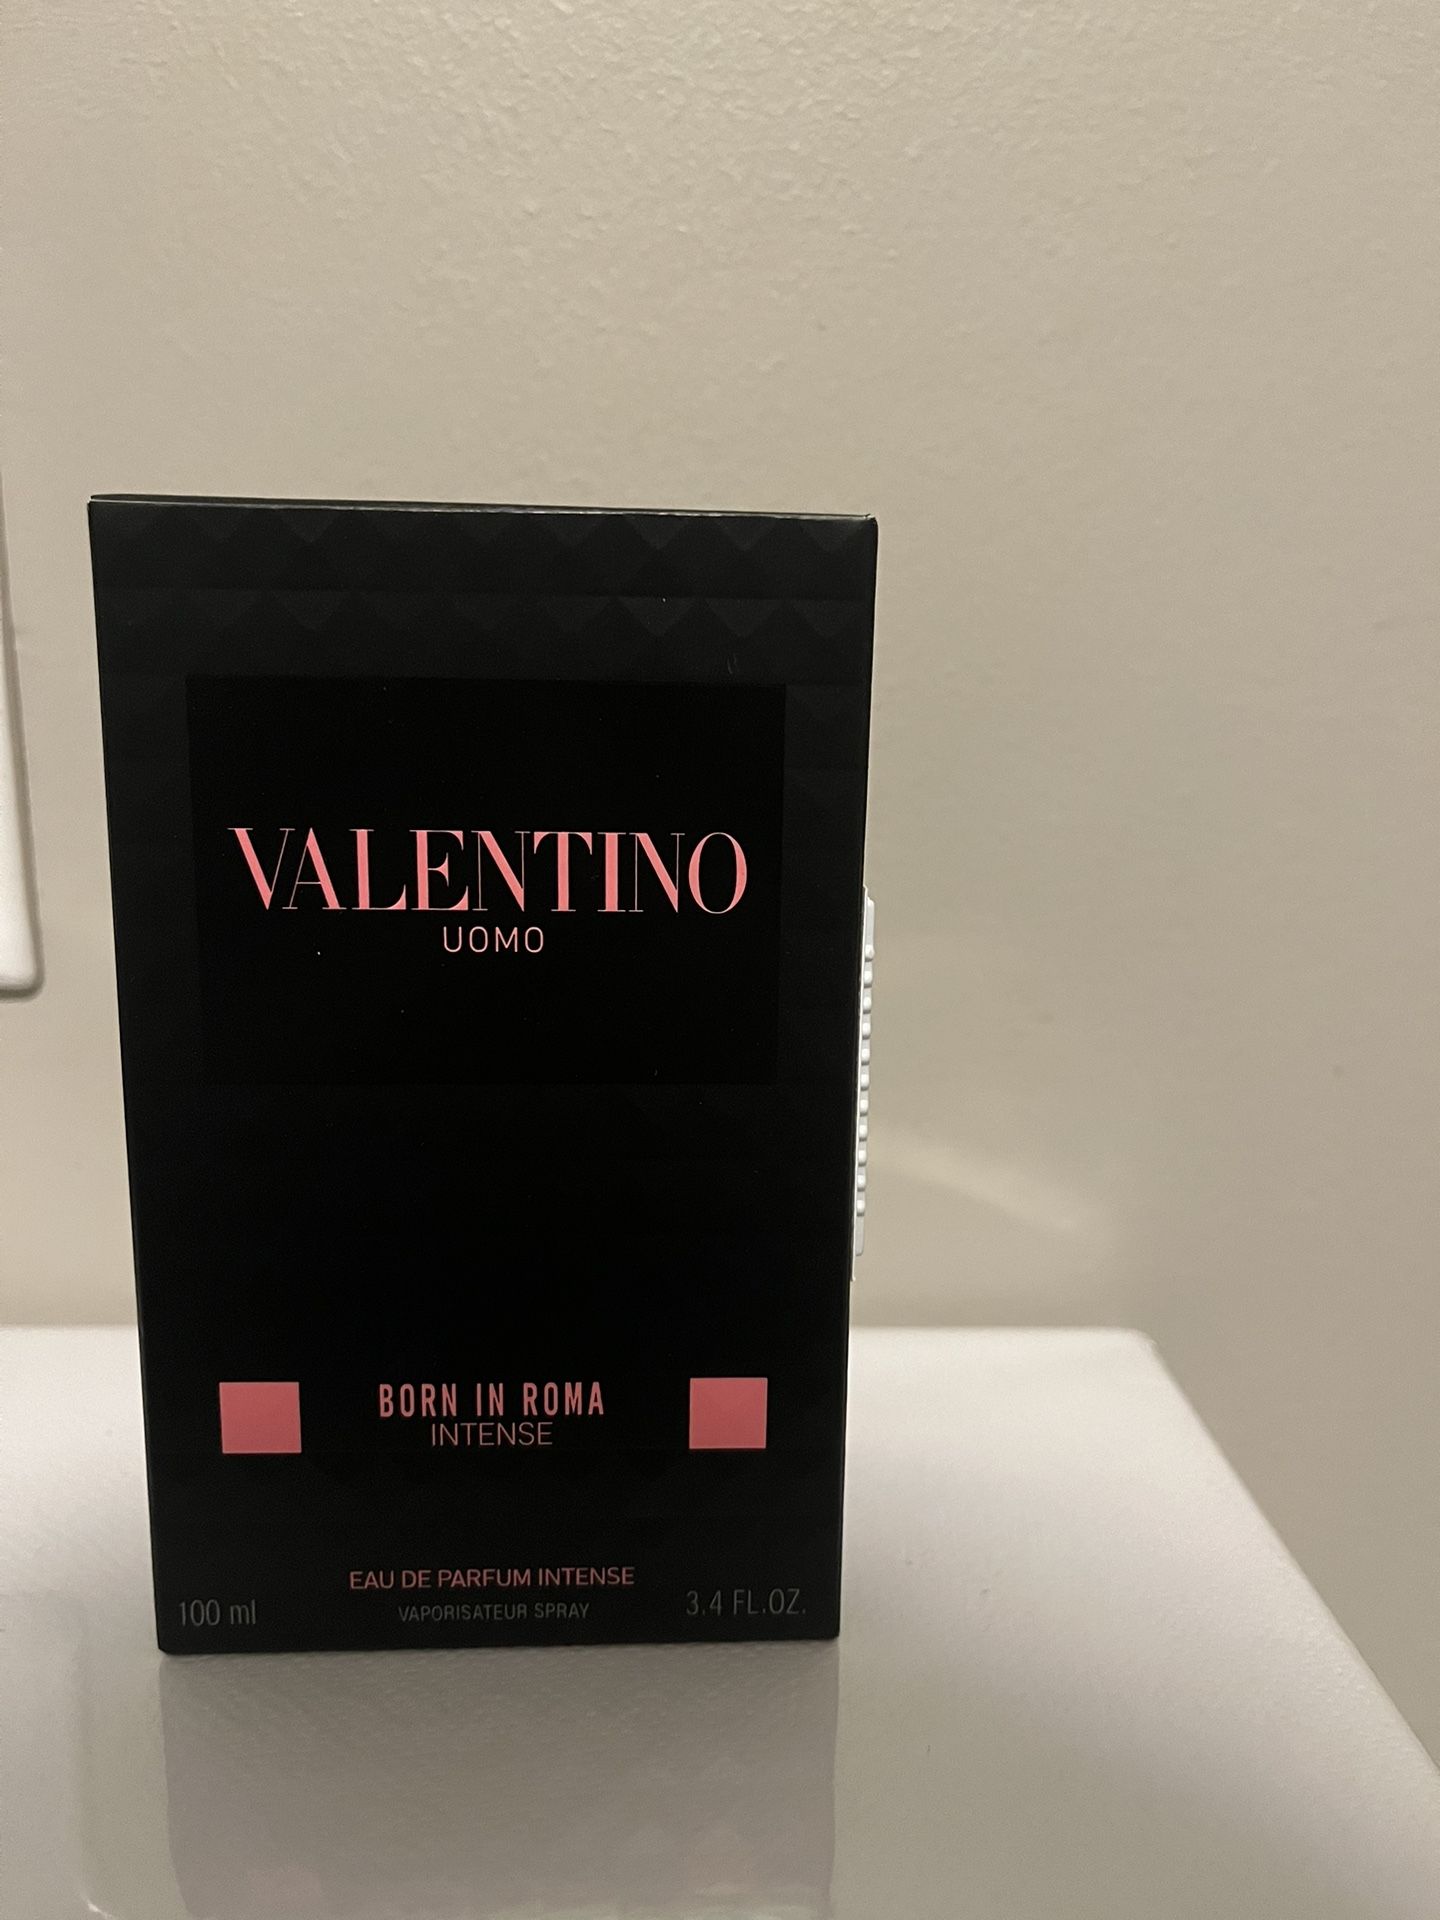 VALENTINO
UOMO
BORN IN ROMA
INTENSE
EAU DE PARFUM INTENSE
100 ml VAPORISATEUR SPRAY 3.4 FL.OZ.